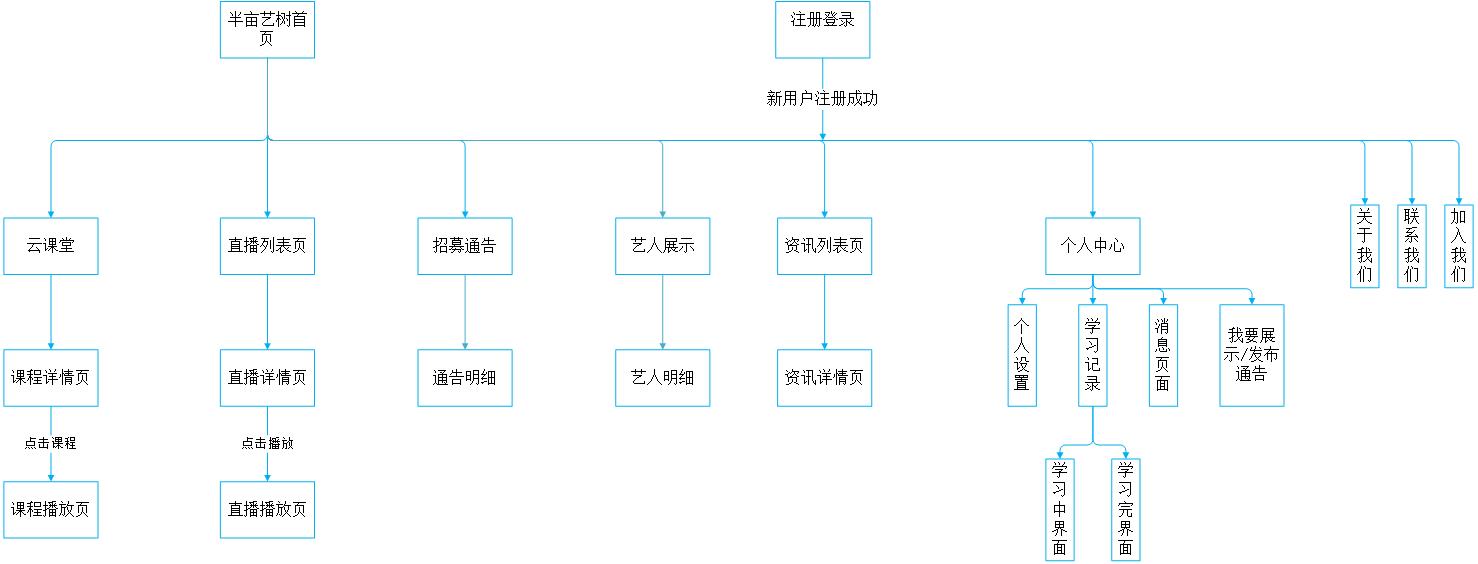 半亩艺树首
页
注册登录
新用户注册成功
云课堂
直播列表页
招募通告
艺人展示
资讯列表页
个人中心
关于我们
联系我们
加入我们
个人设置
学习记录
消息页面
我要展
示/发布
通告
课程详情页
直播详情页
通告明细
艺人明细
资讯详情页
点击课程
点击播放
学习中界面
学习完界面
课程播放页
直播播放页